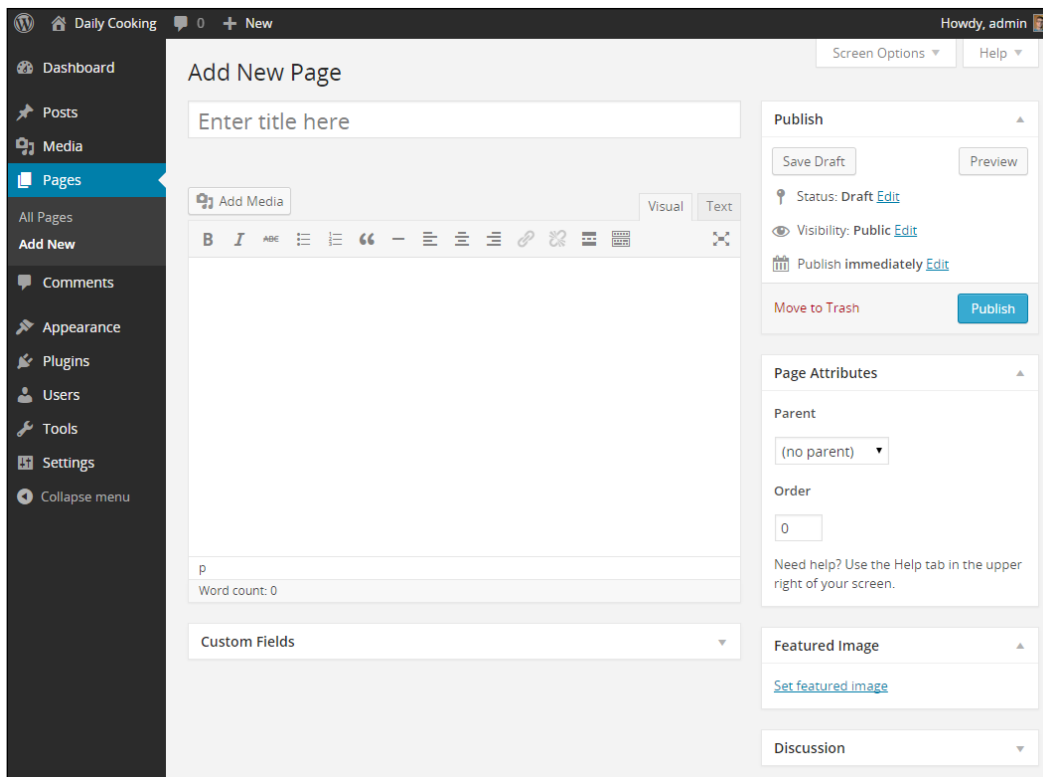 Daily Cooking 0 + New Howdy, admin
Screen Options Help
Dashboard
Posts
Media
Pages
All Pages
Add New
Comments
Appearance
Plugins
Users
Tools
Settings
Collapse menu
Add New Page
Enter title here
Add Media
Visual Text
B I ABC
p
Word count: 0
Custom Fields
Publish
Save Draft Preview
Status: Draft Edit
Visibility: Public Edit
Publish immediately Edit
Move to Trash Publish
Page Attributes
Parent
(no parent)
Order
0
Need help? Use the Help tab in the upper
right of your screen.
Featured Image
Set featured image
Discussion